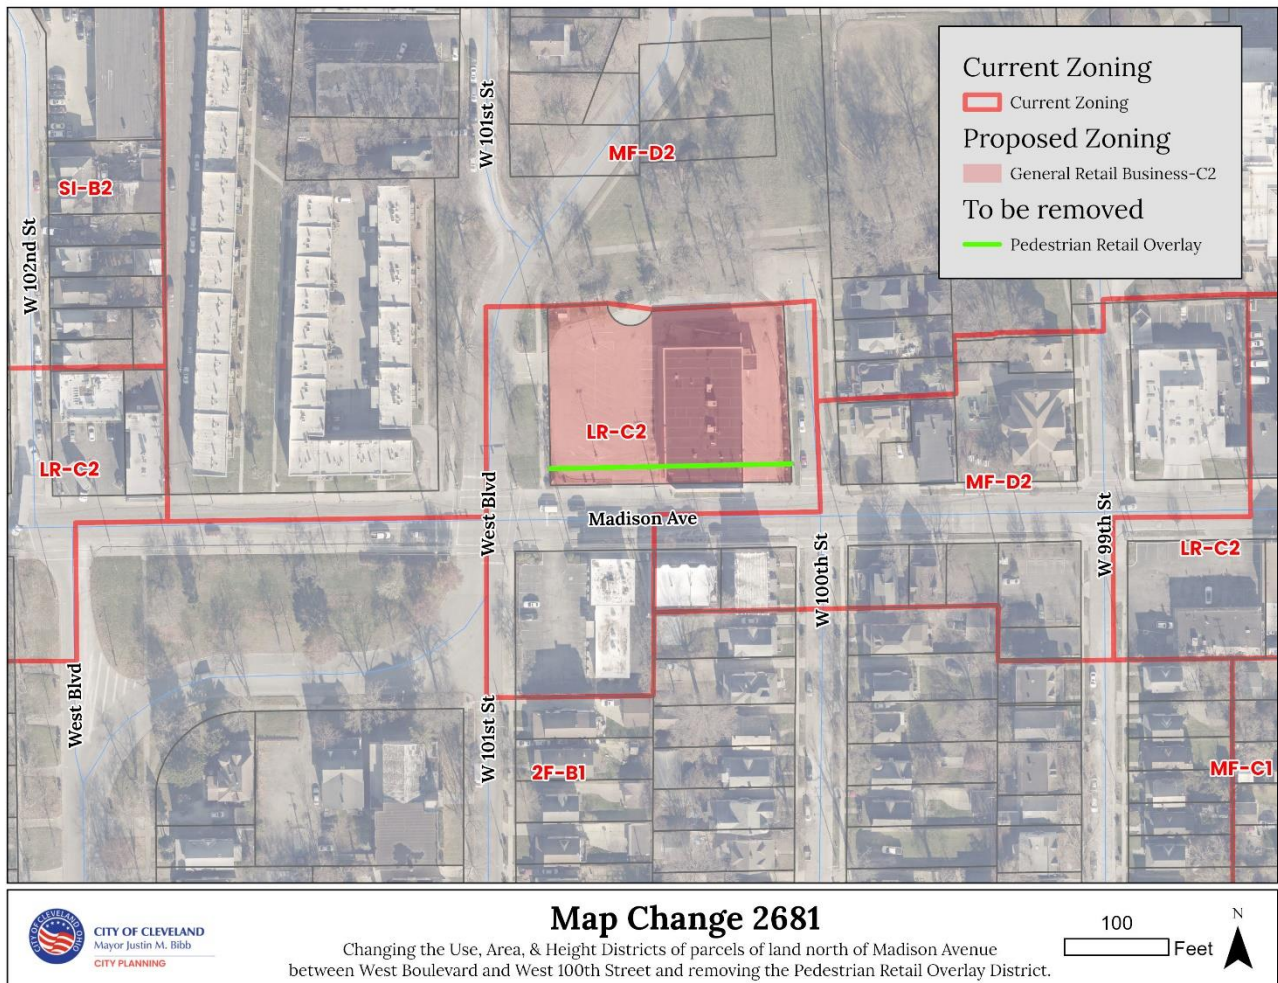 Current Zoning
Current Zoning
Proposed Zoning
General Retail Business-C2
To be removed
Pedestrian Retail Overlay
W 101st St
MF-D2
SI-B2
W 102nd St
LR-C2
LR-C2
MF-D2
West Blvd
Madison Ave
W 99th St
LR-C2
W 100th St
West Blvd
W 101st St
2F-B1
MF-C1
CITY OF CLEVELAND OHIO
CITY OF CLEVELAND
Mayor Justin M. Bibb
CITY PLANNING
Map Change 2681
Changing the Use, Area, & Height Districts of parcels of land north of Madison Avenue
between West Boulevard and West 100th Street and removing the Pedestrian Retail Overlay District.
100
Feet
N